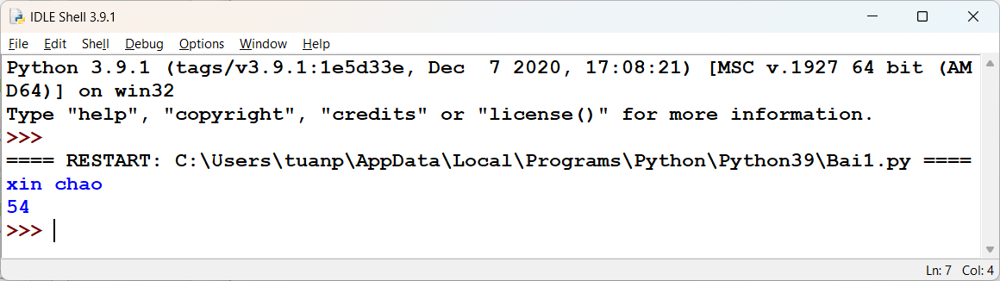 IDLE Shell 3.9.1
File Edit Shell Debug Options Window Help
Python 3.9.1 (tags/v3.9.1:1e5d33e, Dec  7 2020, 17:08:21) [MSC v.1927 64 bit (AM
D64)] on win32
Type "help", "copyright", "credits" or "license()" for more information.
>>>
==== RESTART: C:\Users\tuanp\AppData\Local\Programs\Python\Python39\Bai1.py ====
xin chao
54
>>>
Ln: 7 Col: 4